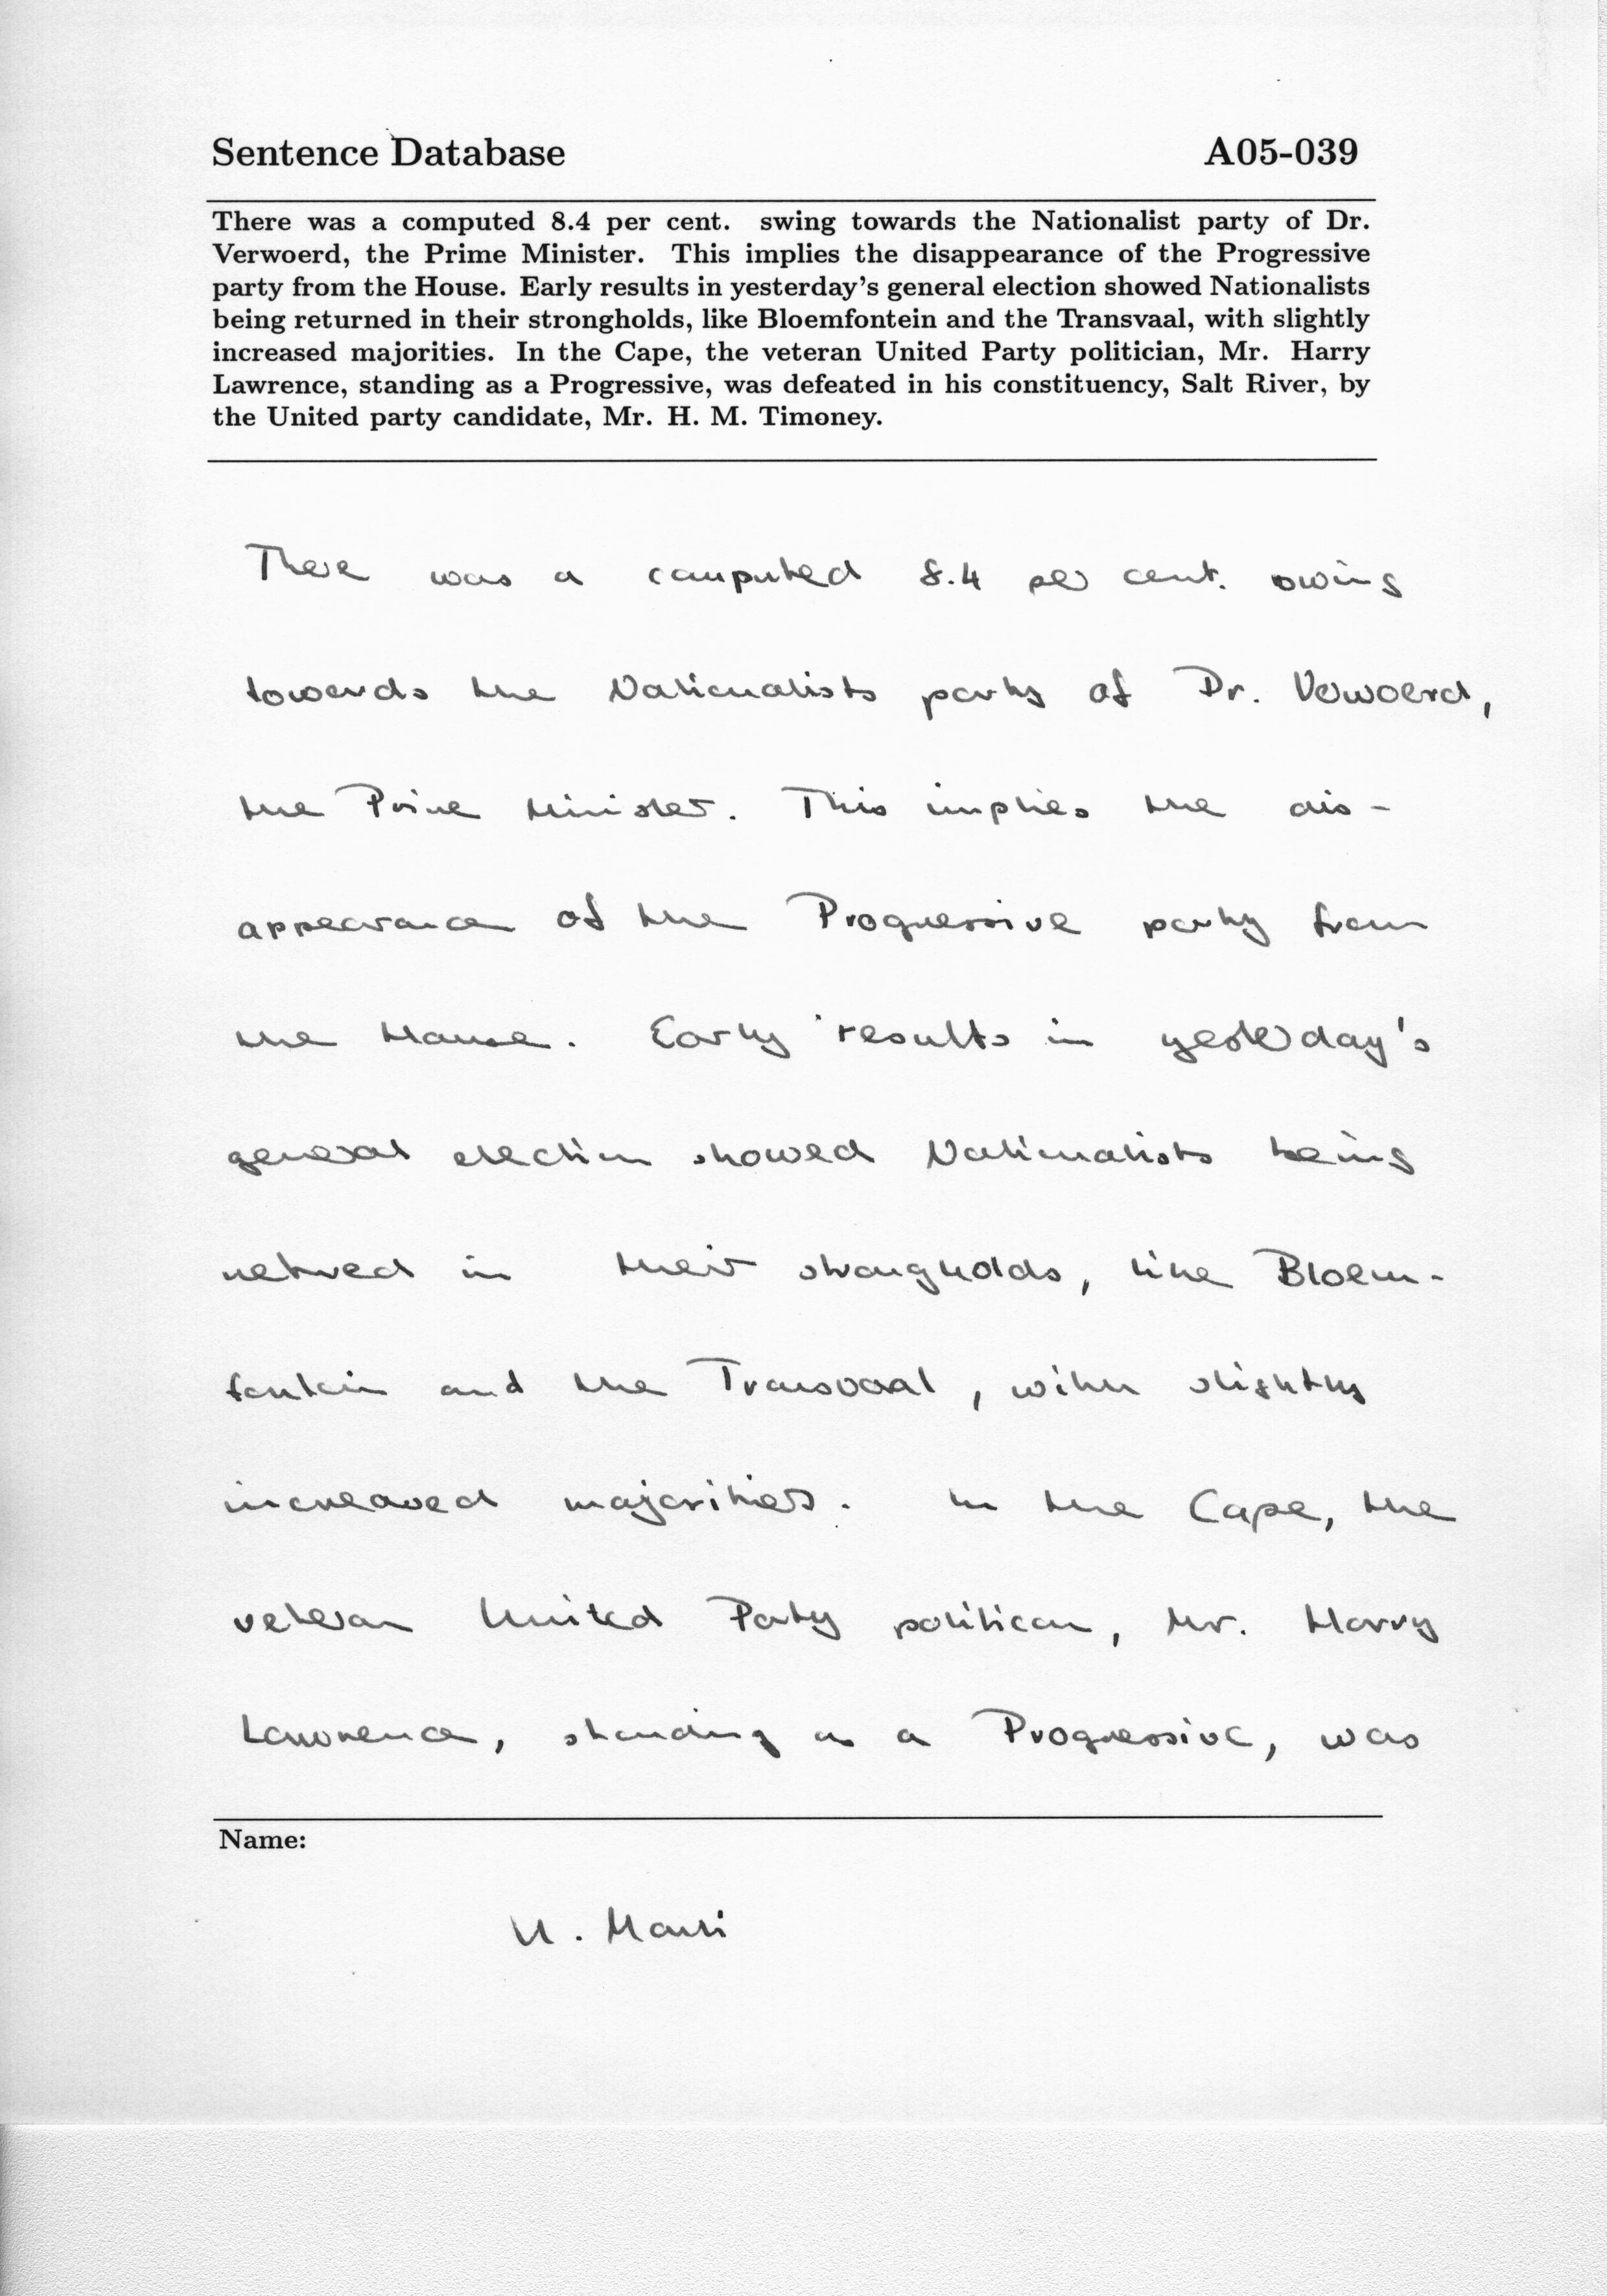 Sentence Database A05-039
There was a computed 8.4 per cent. swing towards the Nationalist party of Dr.
Verwoerd, the Prime Minister. This implies the disappearance of the Progressive
party from the House. Early results in yesterday's general election showed Nationalists
being returned in their strongholds, like Bloemfontein and the Transvaal, with slightly
increased majorities. In the Cape, the veteran United Party politician, Mr. Harry
Lawrence, standing as a Progressive, was defeated in his constituency, Salt River, by
the United party candidate, Mr. H. M. Timoney.
There was a computed 8.4 per cent. swing
towards the Nationalists party of Dr. Verwoerd,
the Prime Minister. This implies the dis-
appearance of the Progressive party from
the House. Early results in yesterday's
general election showed Nationalists being
retured in their strongholds, like Bloem-
fontein and the Transvaal, with slightly
increased majorities. In the Cape, the
veteran United Party politican, Mr. Harry
Lawrence, standing as a Progressive, was
Name: